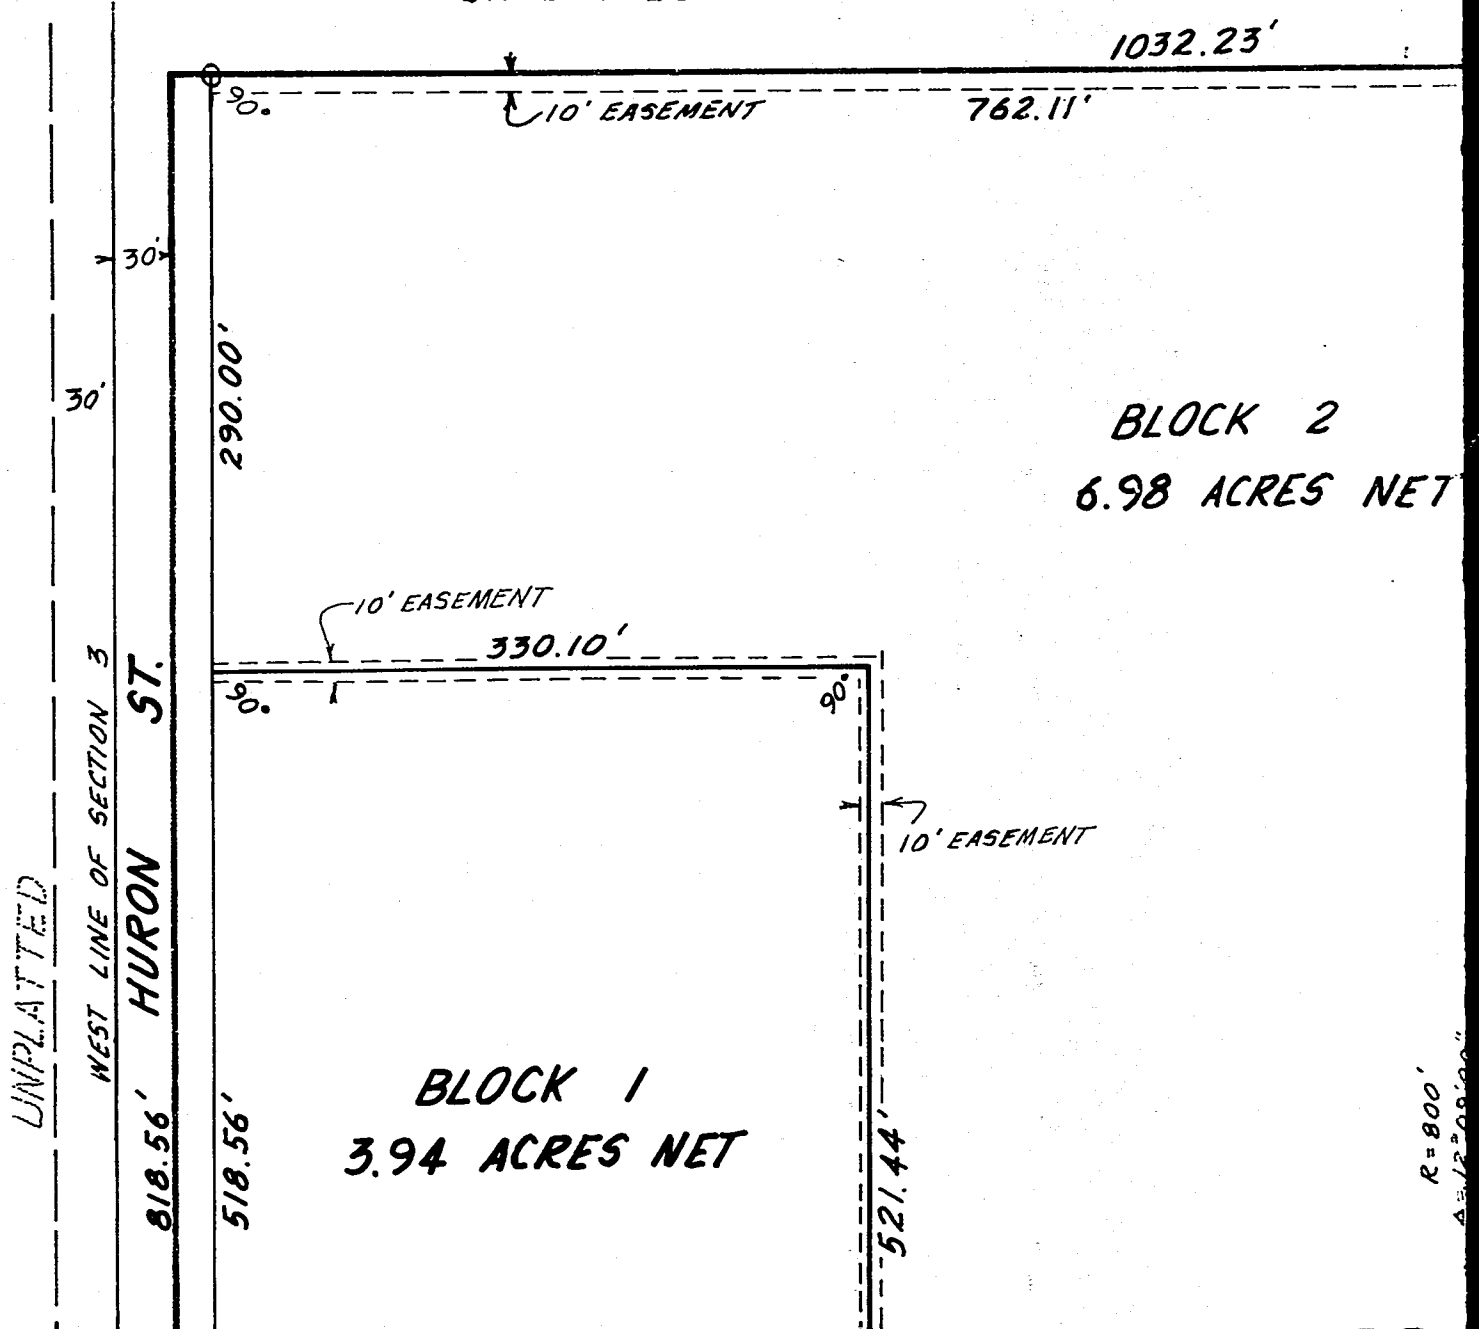 1032.23'
90°
10' EASEMENT
762.11'
30'
290.00'
30'
BLOCK 2
6.98 ACRES NET
10' EASEMENT
330.10'
90°
90°
WEST LINE OF SECTION 3
HURON ST.
10' EASEMENT
UNPLATTED
BLOCK 1
3.94 ACRES NET
818.56'
518.56'
521.44'
R=800'